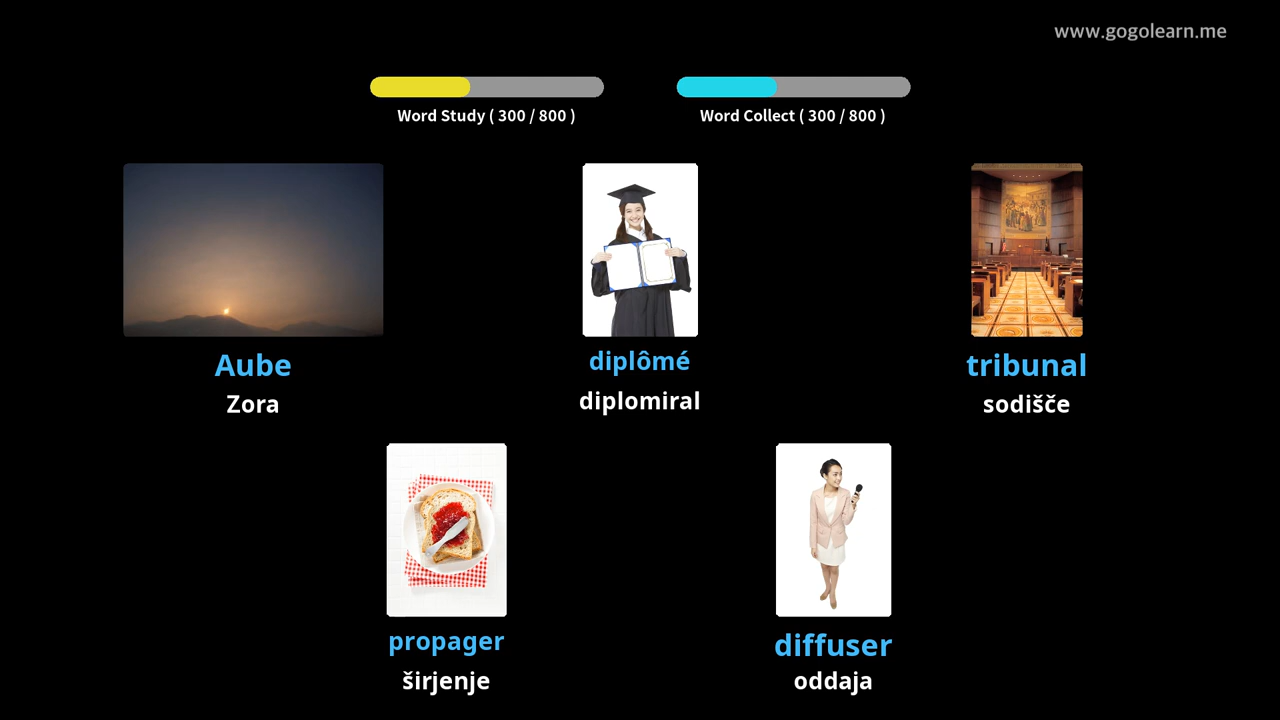 www.gogolearn.me
Word Study ( 300 / 800 )
Word Collect ( 300 / 800 )
Aube
Zora
diplômé
diplomiral
tribunal
sodišče
propager
širjenje
diffuser
oddaja